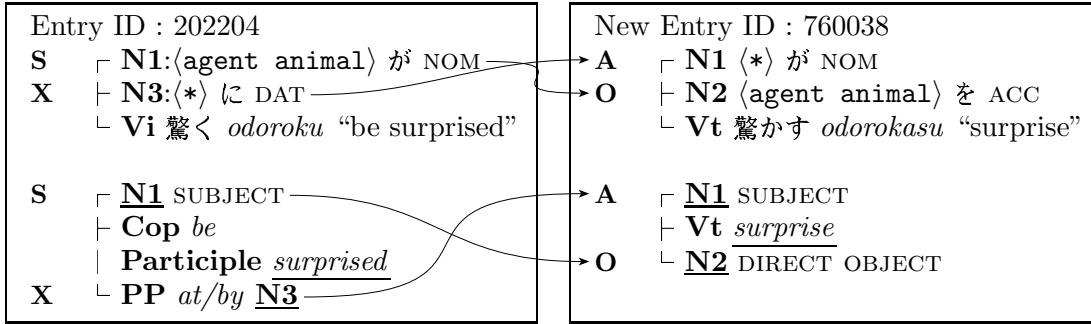 Entry ID : 202204
S N1:⟨agent animal⟩ が NOM
X N3:⟨*⟩ に DAT
Vi 驚く odoroku “be surprised”
S N1 SUBJECT
Cop be
Participle surprised
X PP at/by N3
New Entry ID : 760038
A N1 ⟨*⟩ が NOM
O N2 ⟨agent animal⟩ を ACC
Vt 驚かす odorokasu “surprise”
A N1 SUBJECT
Vt surprise
O N2 DIRECT OBJECT